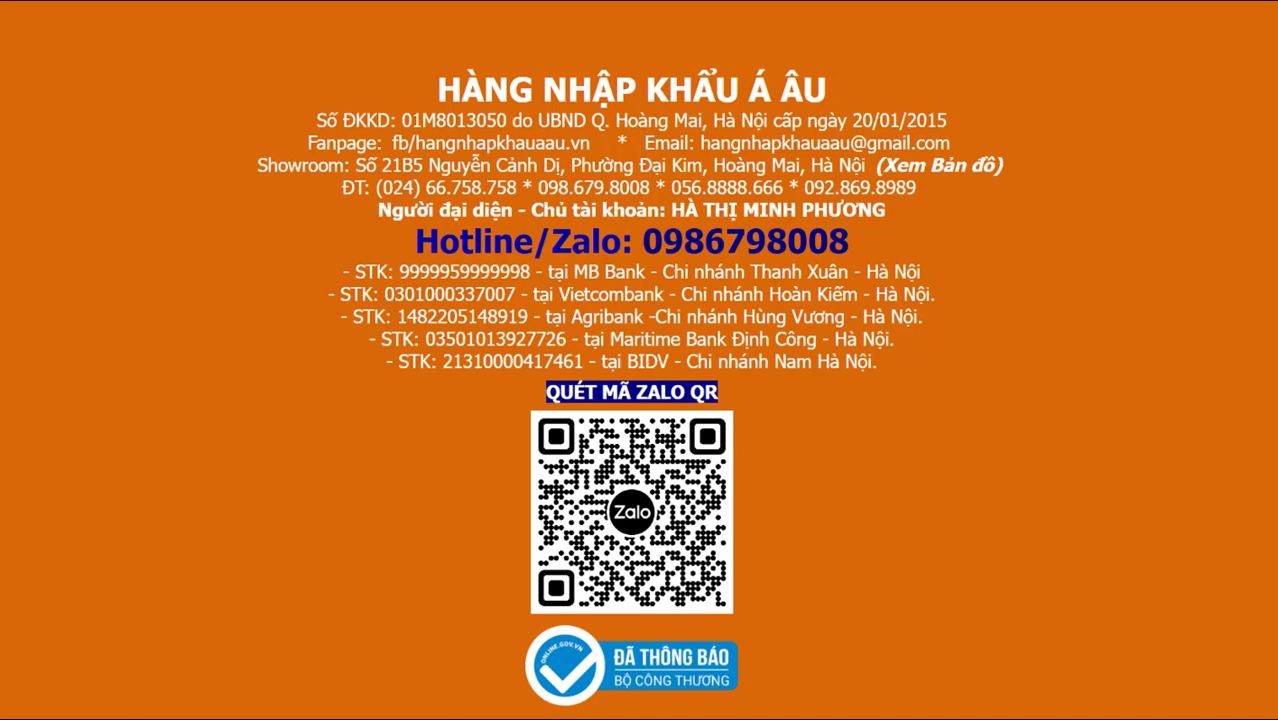 HÀNG NHẬP KHẨU Á ÂU
Số ĐKKD: 01M8013050 do UBND Q. Hoàng Mai, Hà Nội cấp ngày 20/01/2015
Fanpage: fb/hangnhapkhauaau.vn * Email: hangnhapkhauaau@gmail.com
Showroom: Số 21B5 Nguyễn Cảnh Dị, Phường Đại Kim, Hoàng Mai, Hà Nội (Xem Bản đồ)
ĐT: (024) 66.758.758 * 098.679.8008 * 056.8888.666 * 092.869.8989
Người đại diện - Chủ tài khoản: HÀ THỊ MINH PHƯƠNG
Hotline/Zalo: 0986798008
- STK: 9999959999998 - tại MB Bank - Chi nhánh Thanh Xuân - Hà Nội
- STK: 0301000337007 - tại Vietcombank - Chi nhánh Hoàn Kiếm - Hà Nội.
- STK: 1482205148919 - tại Agribank -Chi nhánh Hùng Vương - Hà Nội.
- STK: 03501013927726 - tại Maritime Bank Định Công - Hà Nội.
- STK: 21310000417461 - tại BIDV - Chi nhánh Nam Hà Nội.
QUÉT MÃ ZALO QR
Zalo
ONLINE.GOV.VN
ĐÃ THÔNG BÁO
BỘ CÔNG THƯƠNG